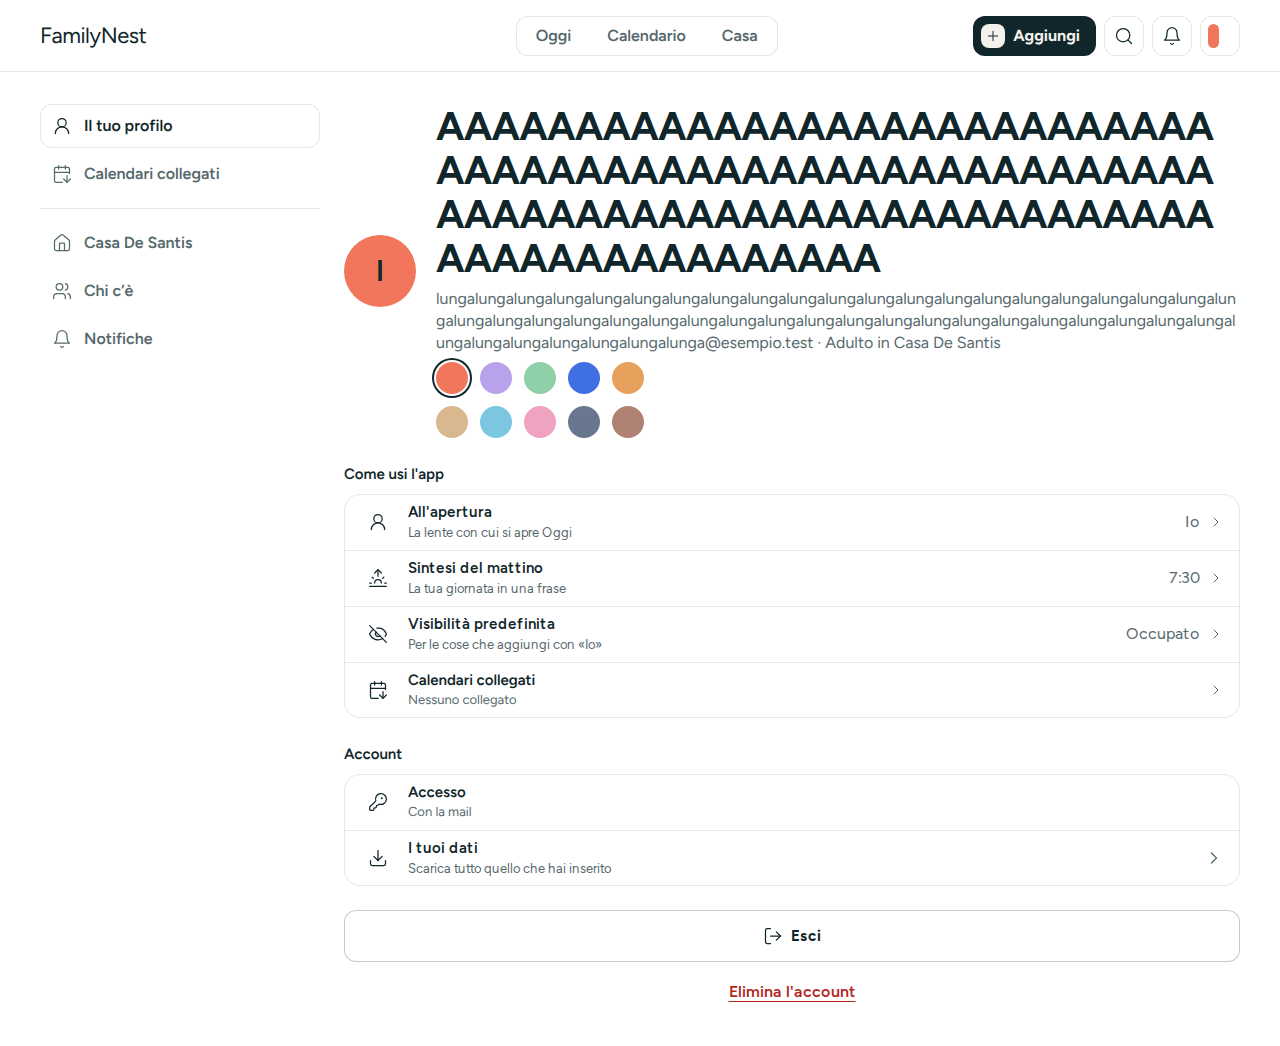 FamilyNest
Oggi
Calendario
Casa
Aggiungi
Il tuo profilo
Calendari collegati
Casa De Santis
Chi c’è
Notifiche
I
AAAAAAAAAAAAAAAAAAAAAAAAAAAA
AAAAAAAAAAAAAAAAAAAAAAAAAAAA
AAAAAAAAAAAAAAAAAAAAAAAAAAAA
AAAAAAAAAAAAAAAA
lungalungalungalungalungalungalungalungalungalungalungalungalungalungalungalungalungalungalungalungalun
galungalungalungalungalungalungalungalungalungalungalungalungalungalungalungalungalungalungalungalungal
ungalungalungalungalungalungalunga@esempio.test · Adulto in Casa De Santis
Come usi l'app
All'apertura
La lente con cui si apre Oggi
Io
Sintesi del mattino
La tua giornata in una frase
7:30
Visibilità predefinita
Per le cose che aggiungi con «Io»
Occupato
Calendari collegati
Nessuno collegato
Account
Accesso
Con la mail
I tuoi dati
Scarica tutto quello che hai inserito
Esci
Elimina l'account